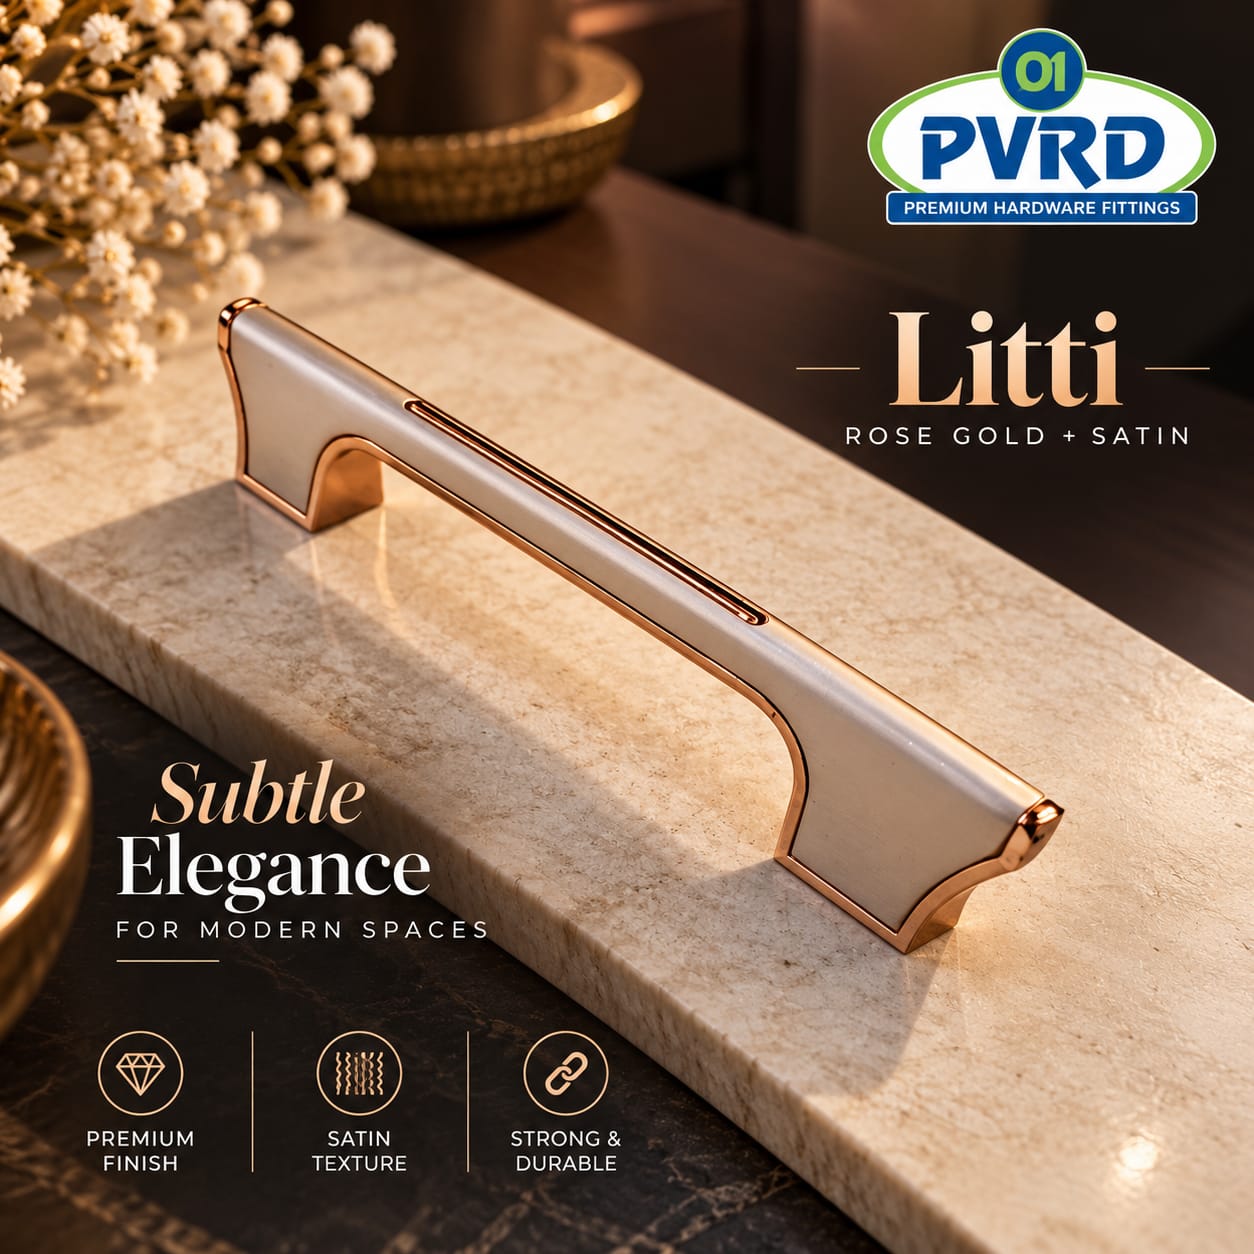 01
PVRD
PREMIUM HARDWARE FITTINGS
Litti
ROSE GOLD + SATIN
Subtle
Elegance
FOR MODERN SPACES
PREMIUM
FINISH
SATIN
TEXTURE
STRONG &
DURABLE